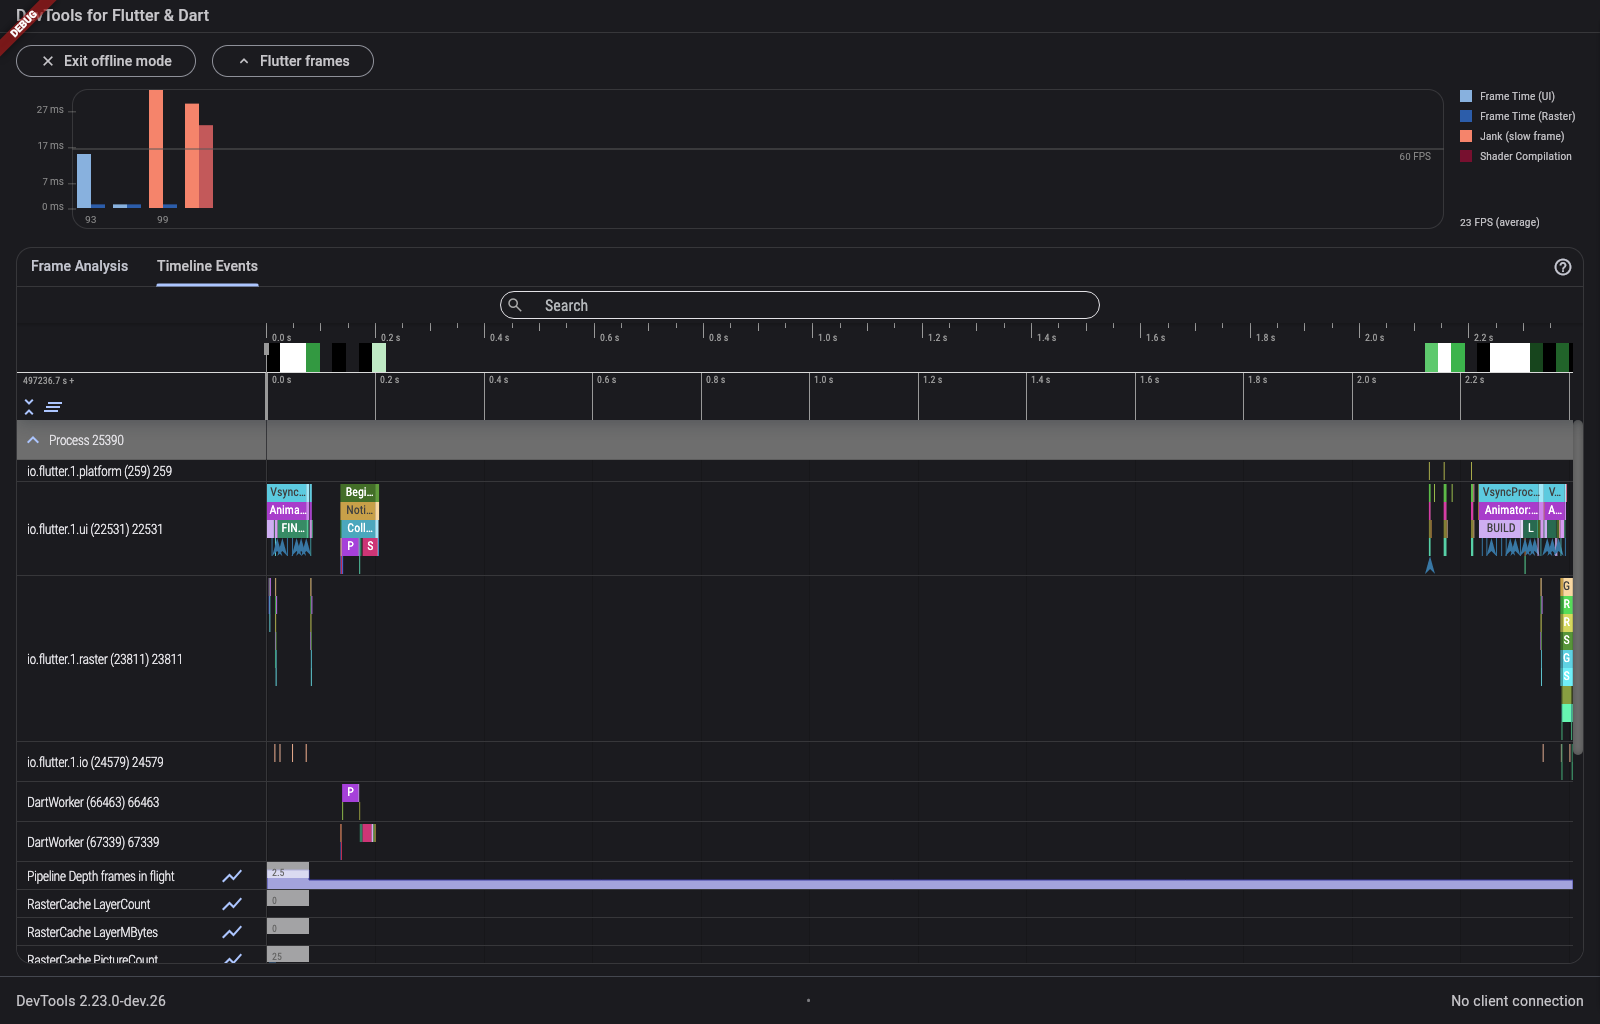 DevTools for Flutter & Dart
DEBUG
Exit offline mode
Flutter frames
27 ms
17 ms
7 ms
0 ms
93
99
60 FPS
Frame Time (UI)
Frame Time (Raster)
Jank (slow frame)
Shader Compilation
23 FPS (average)
Frame Analysis
Timeline Events
Search
0.0 s
0.2 s
0.4 s
0.6 s
0.8 s
1.0 s
1.2 s
1.4 s
1.6 s
1.8 s
2.0 s
2.2 s
497236.7 s +
0.0 s
0.2 s
0.4 s
0.6 s
0.8 s
1.0 s
1.2 s
1.4 s
1.6 s
1.8 s
2.0 s
2.2 s
Process 25390
io.flutter.1.platform (259) 259
io.flutter.1.ui (22531) 22531
Vsync...
Anima...
FIN...
Begi...
Noti...
Coll...
P
S
VsyncProc...
V...
Animator:...
A...
BUILD
L
io.flutter.1.raster (23811) 23811
G
R
R
S
G
S
io.flutter.1.io (24579) 24579
DartWorker (66463) 66463
P
DartWorker (67339) 67339
Pipeline Depth frames in flight
2.5
RasterCache LayerCount
0
RasterCache LayerMBytes
0
RasterCache PictureCount
25
DevTools 2.23.0-dev.26
•
No client connection